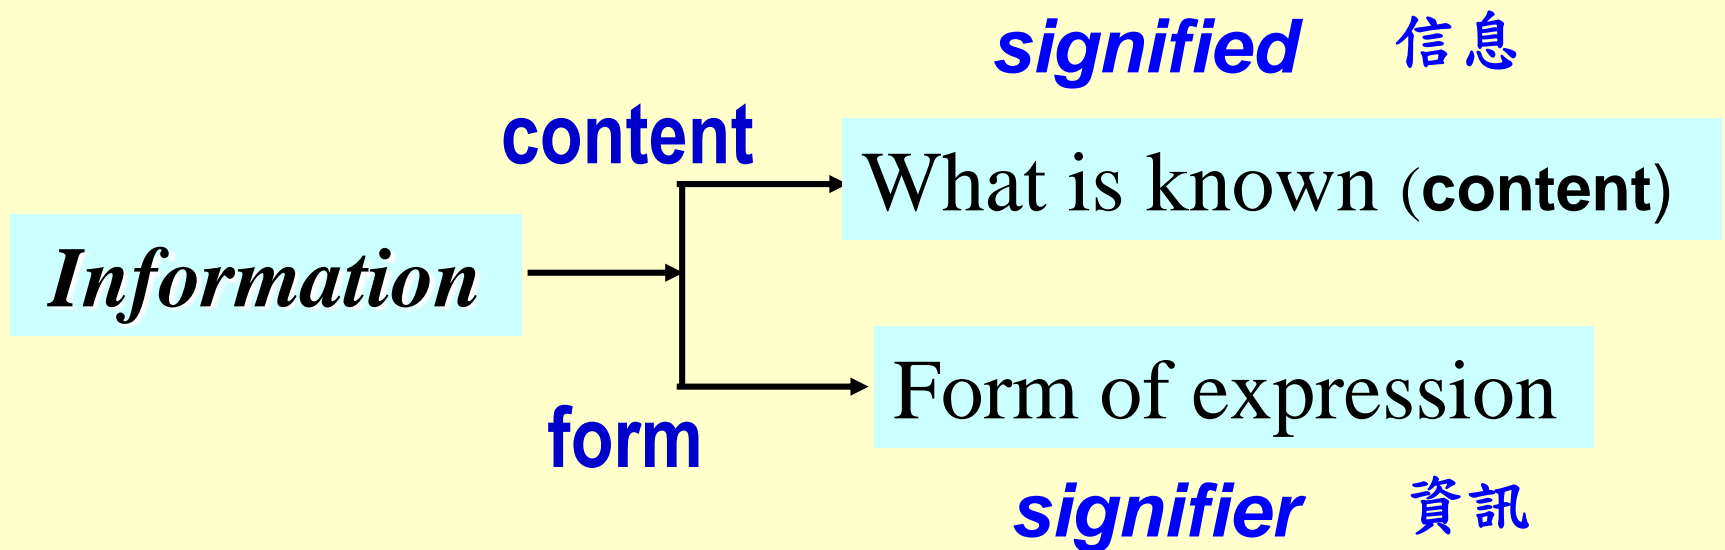 signified 信息
content
What is known (content)
Information
Form of expression
form
signifier 資訊